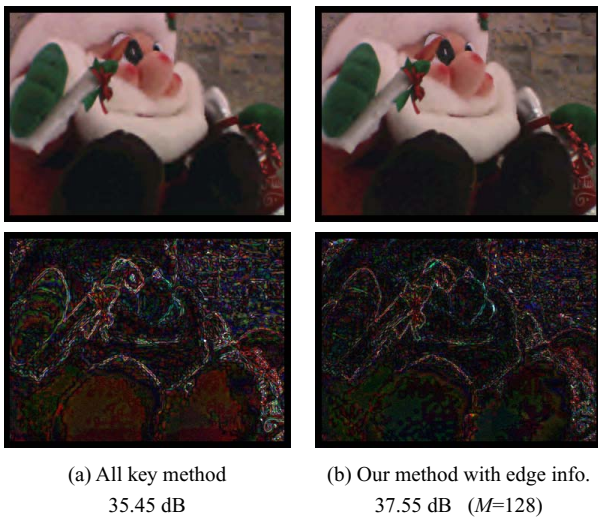 (a) All key method
35.45 dB
(b) Our method with edge info.
37.55 dB (M=128)